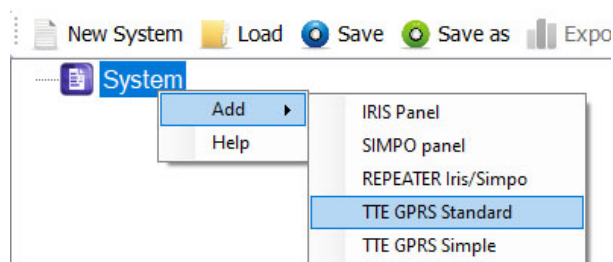 New System Load Save Save as Expo
System
Add IRIS Panel
Help SIMPO panel
REPEATER Iris/Simpo
TTE GPRS Standard
TTE GPRS Simple